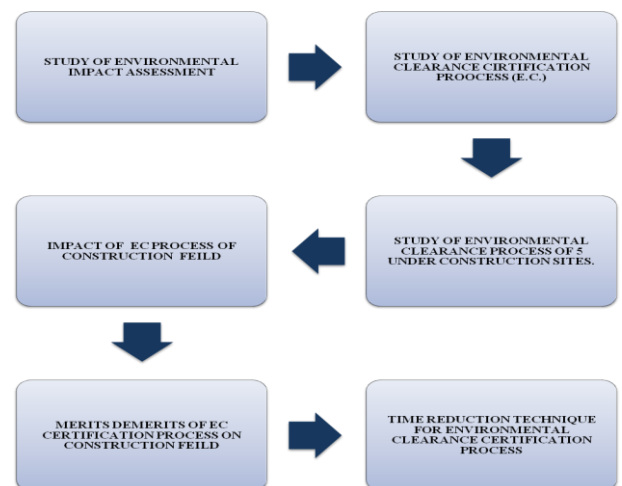 STUDY OF ENVIRONMENTAL
IMPACT ASSESSMENT
STUDY OF ENVIRONMENTAL
CLEARANCE CIRTIFICATION
PROOCESS (E.C.)
STUDY OF ENVIRONMENTAL
CLEARANCE PROCESS OF 5
UNDER CONSTRUCTION SITES.
IMPACT OF EC PROCESS OF
CONSTRUCTION FEILD
MERITS DEMERITS OF EC
CERTIFICATION PROCESS ON
CONSTRUCTION FEILD
TIME REDUCTION TECHNIQUE
FOR ENVIRONMENTAL
CLEARANCE CERTIFICATION
PROCESS